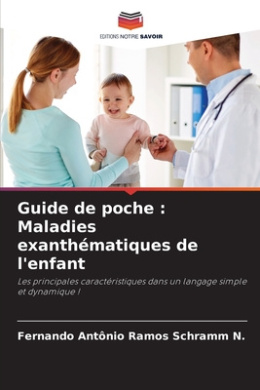 EDITIONS NOTRE SAVOIR
Guide de poche :
Maladies
exanthématiques de
l'enfant
Les principales caractéristiques dans un langage simple
et dynamique !
Fernando Antônio Ramos Schramm N.